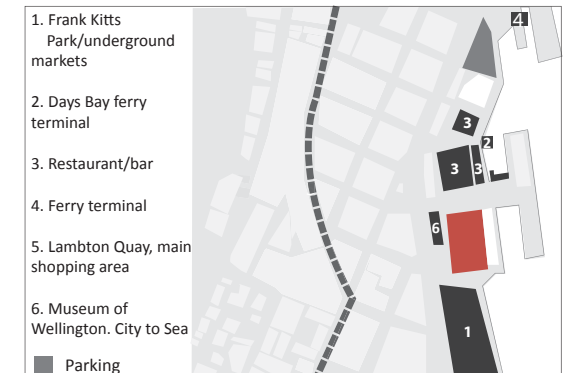 1. Frank Kitts
Park/underground
markets
2. Days Bay ferry
terminal
3. Restaurant/bar
4. Ferry terminal
5. Lambton Quay, main
shopping area
6. Museum of
Wellington. City to Sea
Parking
4
3
2
3
3
6
1